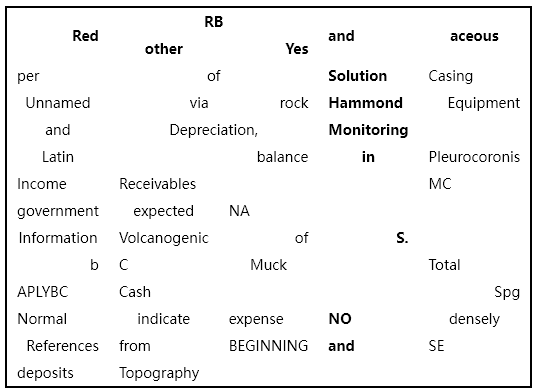 Red RB other Yes and aceous
per of Solution Casing
Unnamed via rock Hammond Equipment
and Depreciation, Monitoring
Latin balance in Pleurocoronis
Income Receivables MC
government expected NA
Information Volcanogenic of S.
b C Muck Total
APLYBC Cash Spg
Normal indicate expense NO densely
References from BEGINNING and SE
deposits Topography